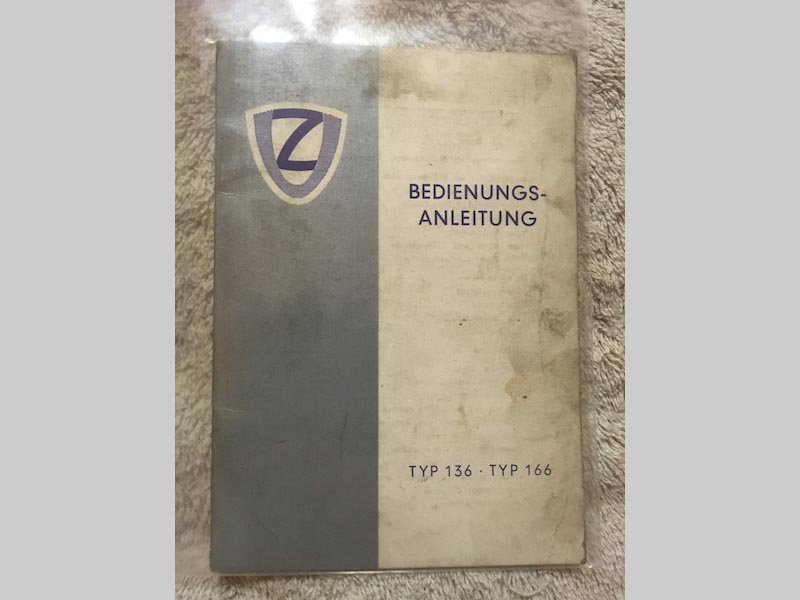 Z
BEDIENUNGS-
ANLEITUNG
TYP 136 · TYP 166